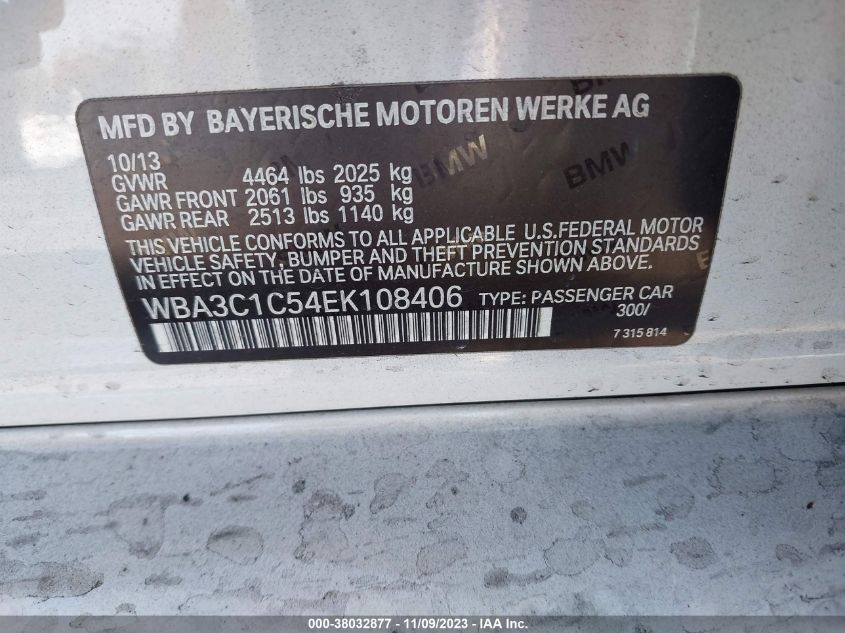 MFD BY BAYERISCHE MOTOREN WERKE AG
10/13
GVWR 4464 lbs 2025 kg
GAWR FRONT 2061 lbs 935 kg
GAWR REAR 2513 lbs 1140 kg
THIS VEHICLE CONFORMS TO ALL APPLICABLE U.S.FEDERAL MOTOR
VEHICLE SAFETY, BUMPER AND THEFT PREVENTION STANDARDS
IN EFFECT ON THE DATE OF MANUFACTURE SHOWN ABOVE.
WBA3C1C54EK108406 TYPE: PASSENGER CAR
300/
7 315 814
BMW
BMW
BMW
000-38032877 - 11/09/2023 - IAA Inc.